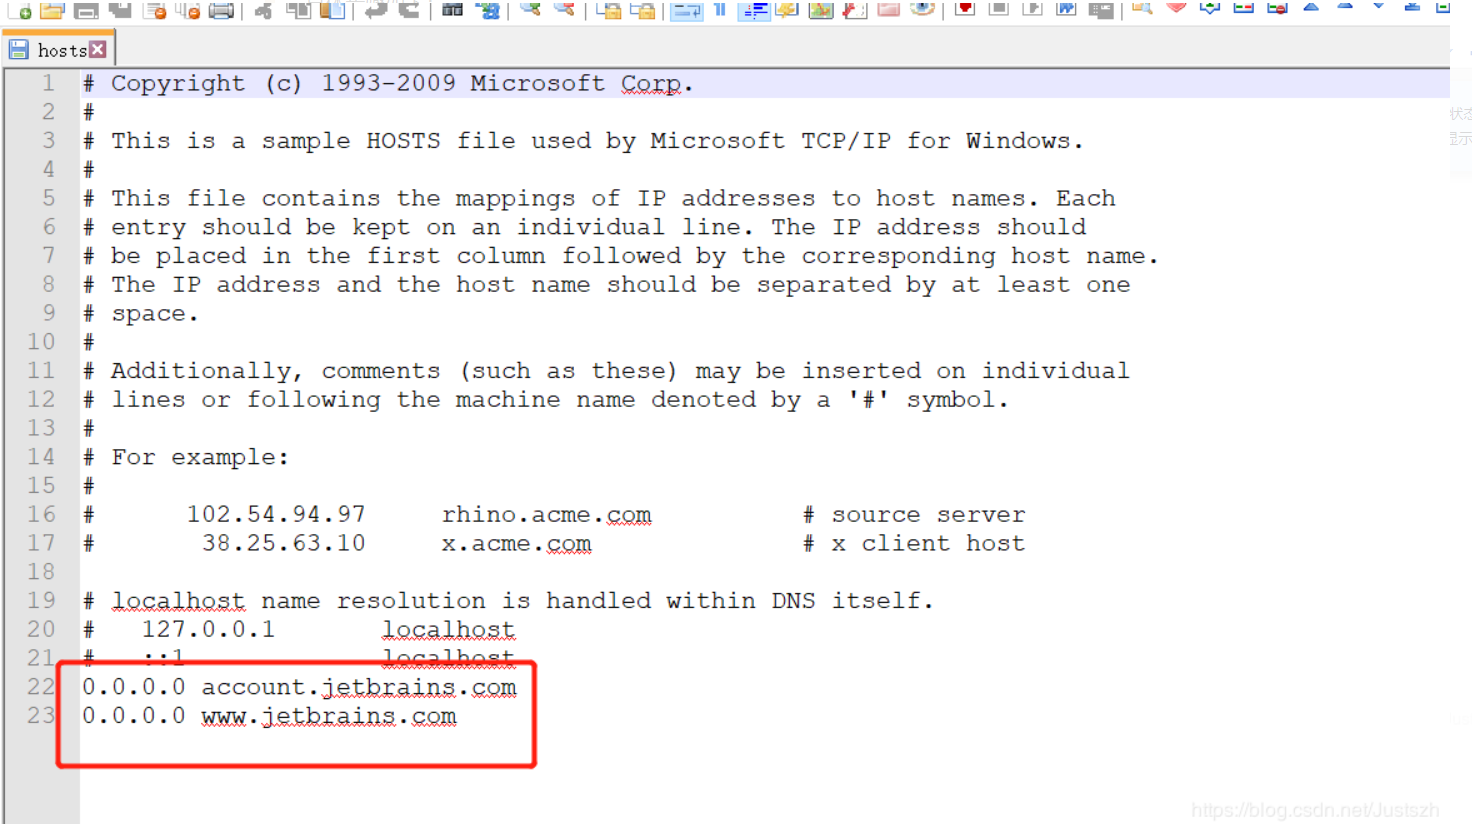 hosts
状态
显示
1 # Copyright (c) 1993-2009 Microsoft Corp.
2 #
3 # This is a sample HOSTS file used by Microsoft TCP/IP for Windows.
4 #
5 # This file contains the mappings of IP addresses to host names. Each
6 # entry should be kept on an individual line. The IP address should
7 # be placed in the first column followed by the corresponding host name.
8 # The IP address and the host name should be separated by at least one
9 # space.
10 #
11 # Additionally, comments (such as these) may be inserted on individual
12 # lines or following the machine name denoted by a '#' symbol.
13 #
14 # For example:
15 #
16 # 102.54.94.97 rhino.acme.com # source server
17 # 38.25.63.10 x.acme.com # x client host
18
19 # localhost name resolution is handled within DNS itself.
20 # 127.0.0.1 localhost
21 # ::1 localhost
22 0.0.0.0 account.jetbrains.com
23 0.0.0.0 www.jetbrains.com
https://blog.csdn.net/Justszh